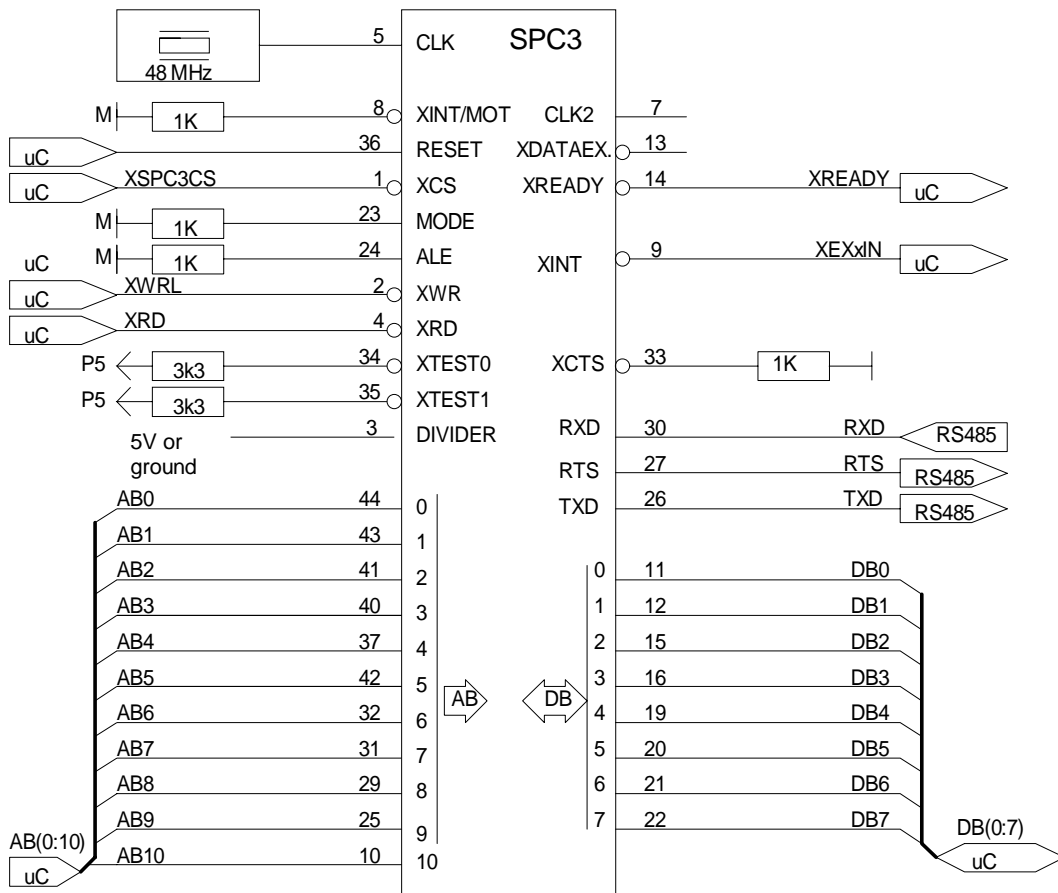 5 CLK SPC3
48 MHz
M 1K 8 XINT/MOT CLK2 7
uC 36 RESET XDATAEX. 13
uC XSPC3CS 1 XCS XREADY 14 XREADY uC
M 1K 23 MODE
uC M 1K 24 ALE XINT 9 XEXxIN uC
uC XWRL 2 XWR
uC XRD 4 XRD
P5 3k3 34 XTEST0 XCTS 33 1K
P5 3k3 35 XTEST1
5V or ground 3 DIVIDER RXD 30 RXD RS485
RTS 27 RTS RS485
AB0 44 0 TXD 26 TXD RS485
AB1 43 1
AB2 41 2 0 11 DB0
AB3 40 3 1 12 DB1
AB4 37 4 2 15 DB2
AB5 42 5 AB DB 3 16 DB3
AB6 32 6 4 19 DB4
AB7 31 7 5 20 DB5
AB8 29 8 6 21 DB6
AB9 25 9 7 22 DB7
AB(0:10) DB(0:7)
uC AB10 10 10 uC